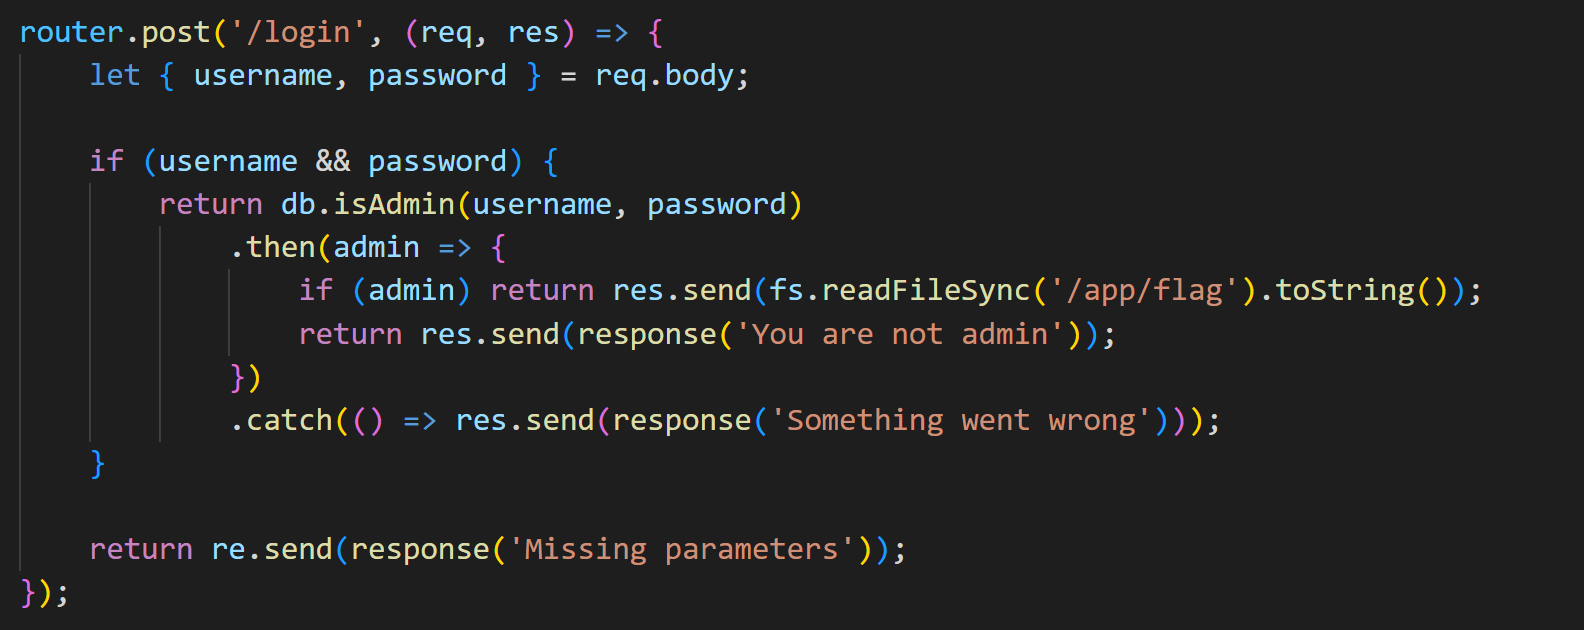 router.post('/login', (req, res) => {
    let { username, password } = req.body;

    if (username && password) {
        return db.isAdmin(username, password)
            .then(admin => {
                if (admin) return res.send(fs.readFileSync('/app/flag').toString());
                return res.send(response('You are not admin'));
            })
            .catch(() => res.send(response('Something went wrong')));
    }

    return re.send(response('Missing parameters'));
});